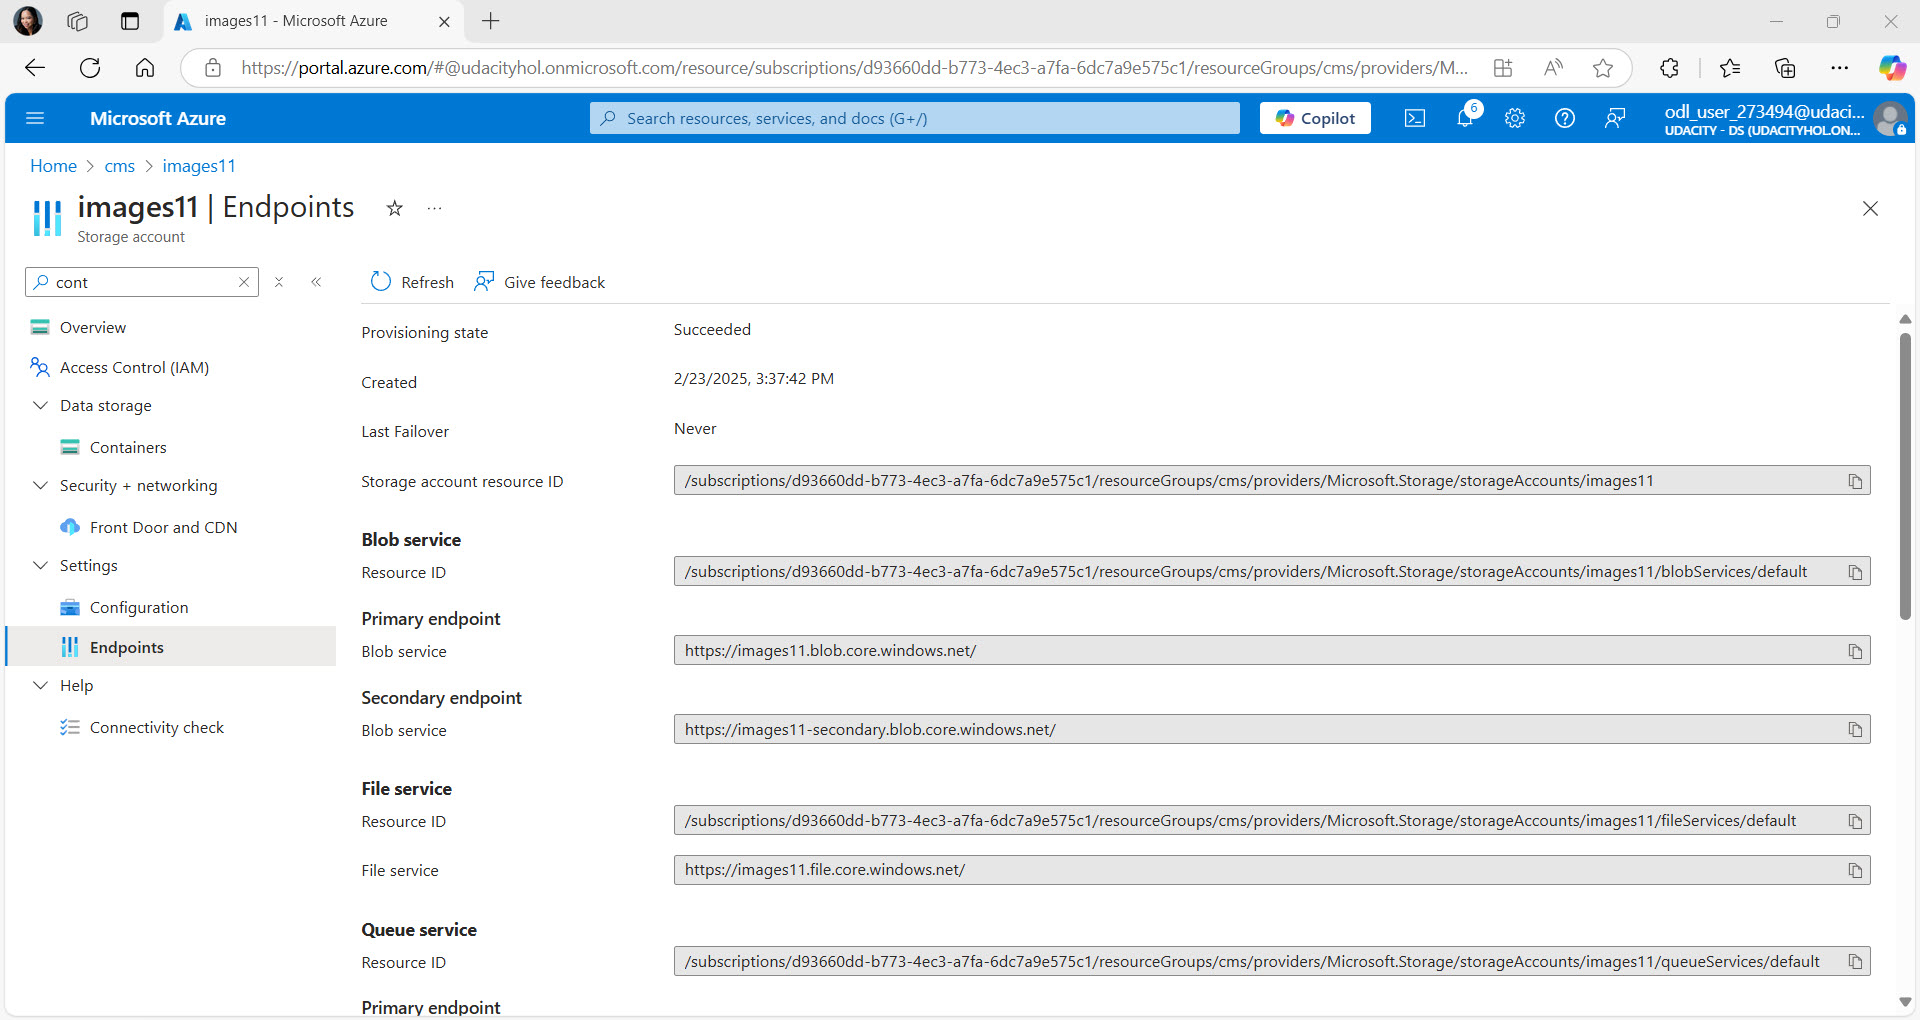 images11 - Microsoft Azure
https://portal.azure.com/#@udacityhol.onmicrosoft.com/resource/subscriptions/d93660dd-b773-4ec3-a7fa-6dc7a9e575c1/resourceGroups/cms/providers/M...
Microsoft Azure
Search resources, services, and docs (G+/)
Copilot
6
odl_user_273494@udaci...
UDACITY - DS (UDACITYHOL.ON...
Home > cms > images11
images11 | Endpoints
Storage account
cont
Refresh
Give feedback
Overview
Access Control (IAM)
Data storage
Containers
Security + networking
Front Door and CDN
Settings
Configuration
Endpoints
Help
Connectivity check
Provisioning state
Succeeded
Created
2/23/2025, 3:37:42 PM
Last Failover
Never
Storage account resource ID
/subscriptions/d93660dd-b773-4ec3-a7fa-6dc7a9e575c1/resourceGroups/cms/providers/Microsoft.Storage/storageAccounts/images11
Blob service
Resource ID
/subscriptions/d93660dd-b773-4ec3-a7fa-6dc7a9e575c1/resourceGroups/cms/providers/Microsoft.Storage/storageAccounts/images11/blobServices/default
Primary endpoint
Blob service
https://images11.blob.core.windows.net/
Secondary endpoint
Blob service
https://images11-secondary.blob.core.windows.net/
File service
Resource ID
/subscriptions/d93660dd-b773-4ec3-a7fa-6dc7a9e575c1/resourceGroups/cms/providers/Microsoft.Storage/storageAccounts/images11/fileServices/default
File service
https://images11.file.core.windows.net/
Queue service
Resource ID
/subscriptions/d93660dd-b773-4ec3-a7fa-6dc7a9e575c1/resourceGroups/cms/providers/Microsoft.Storage/storageAccounts/images11/queueServices/default
Primary endpoint